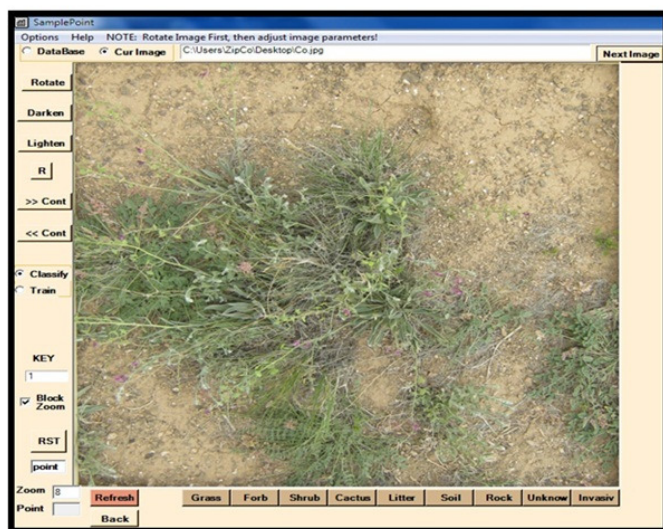 SamplePoint
Options Help NOTE: Rotate Image First, then adjust image parameters!
DataBase Cur Image C:\Users\ZipCo\Desktop\Co.jpg Next Image
Rotate
Darken
Lighten
R
>> Cont
<< Cont
Classify
Train
KEY
1
Block
Zoom
RST
point
Zoom 8
Point
Refresh Grass Forb Shrub Cactus Litter Soil Rock Unknow Invasiv
Back